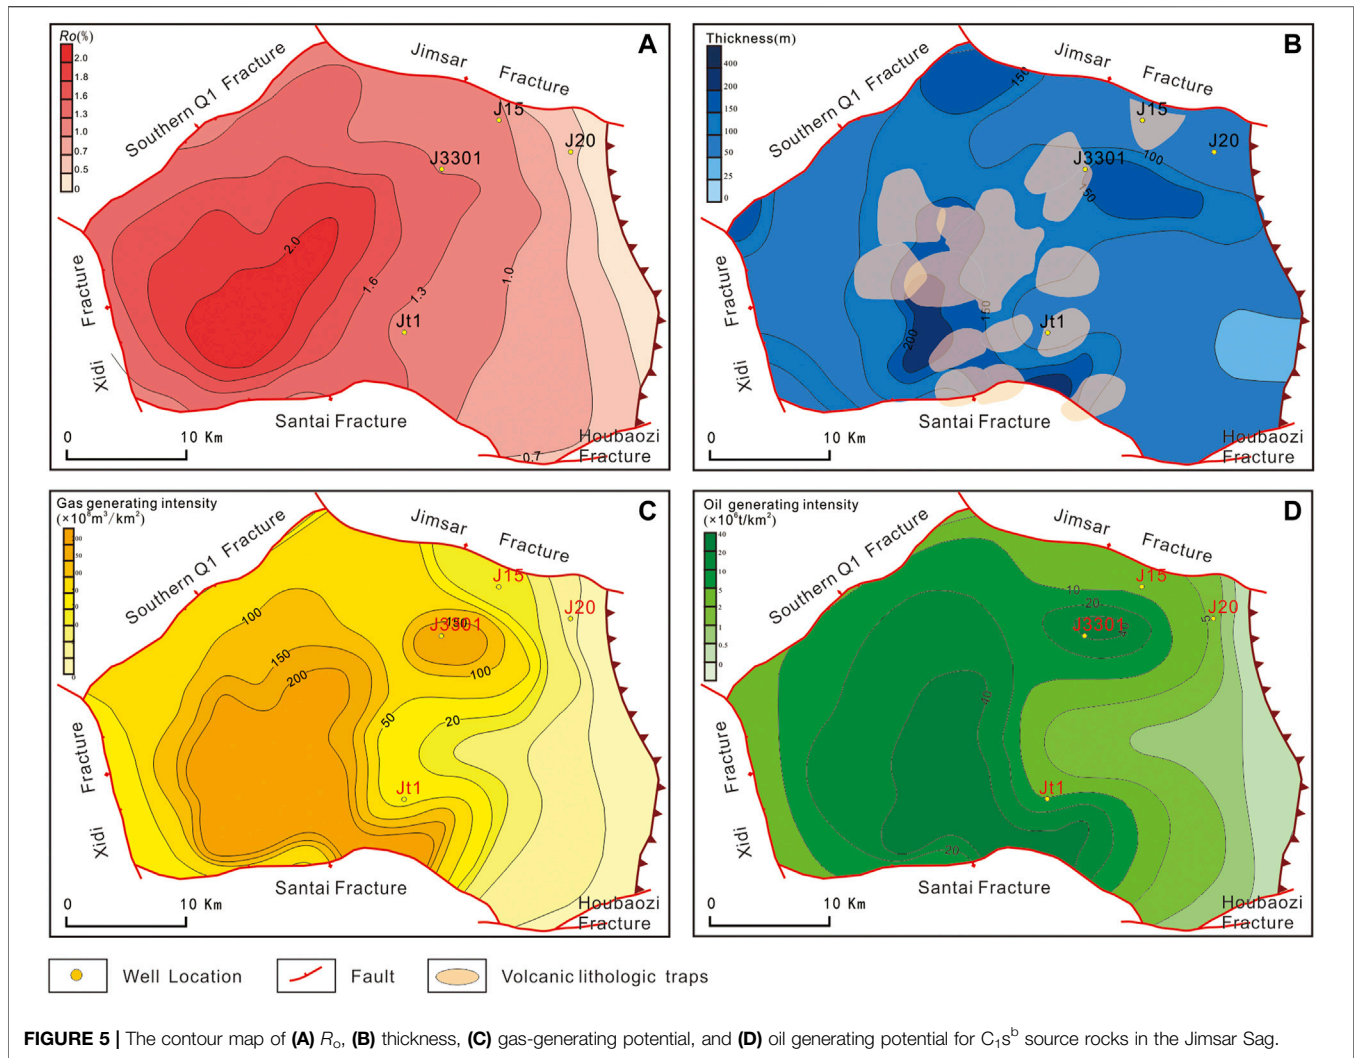 Ro(%)
2.0
1.8
1.6
1.3
1.0
0.7
0.5
0
A
Southern Q1 Fracture
Jimsar
Fracture
J15
J20
J3301
2.0
1.6
1.3
1.0
Jt1
Fracture
Xidi
Santai Fracture
0.7
Houbaozi
Fracture
0
10 Km
Thickness(m)
400
200
150
100
50
25
0
B
Southern Q1 Fracture
Jimsar
Fracture
150
J15
J20
100
J3301
150
150
200
Jt1
Fracture
Xidi
Santai Fracture
Houbaozi
Fracture
0
10 Km
Gas generating intensity
(×10⁸m³/km²)
C
Southern Q1 Fracture
Jimsar
Fracture
J15
J20
J3301
150
100
100
150
200
50
20
Jt1
Fracture
Xidi
Santai Fracture
Houbaozi
Fracture
0
10 Km
Oil generating intensity
(×10⁶t/km²)
40
20
10
5
2
1
0.5
0
D
Southern Q1 Fracture
Jimsar
Fracture
J15
10
20
J20
5
J3301
40
40
Jt1
20
Fracture
Xidi
Santai Fracture
Houbaozi
Fracture
0
10 Km
Well Location
Fault
Volcanic lithologic traps
FIGURE 5 | The contour map of (A) Rₒ, (B) thickness, (C) gas-generating potential, and (D) oil generating potential for C₁sᵇ source rocks in the Jimsar Sag.